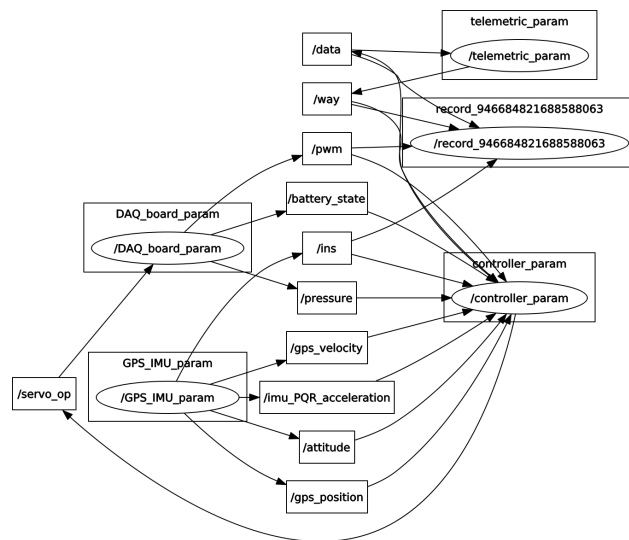 telemetric_param
/data
/telemetric_param
/way
record_946684821688588063
/pwm
/record_946684821688588063
/battery_state
DAQ_board_param
/DAQ_board_param
/ins
controller_param
/pressure
/controller_param
/gps_velocity
GPS_IMU_param
/servo_op
/GPS_IMU_param
/imu_PQR_acceleration
/attitude
/gps_position